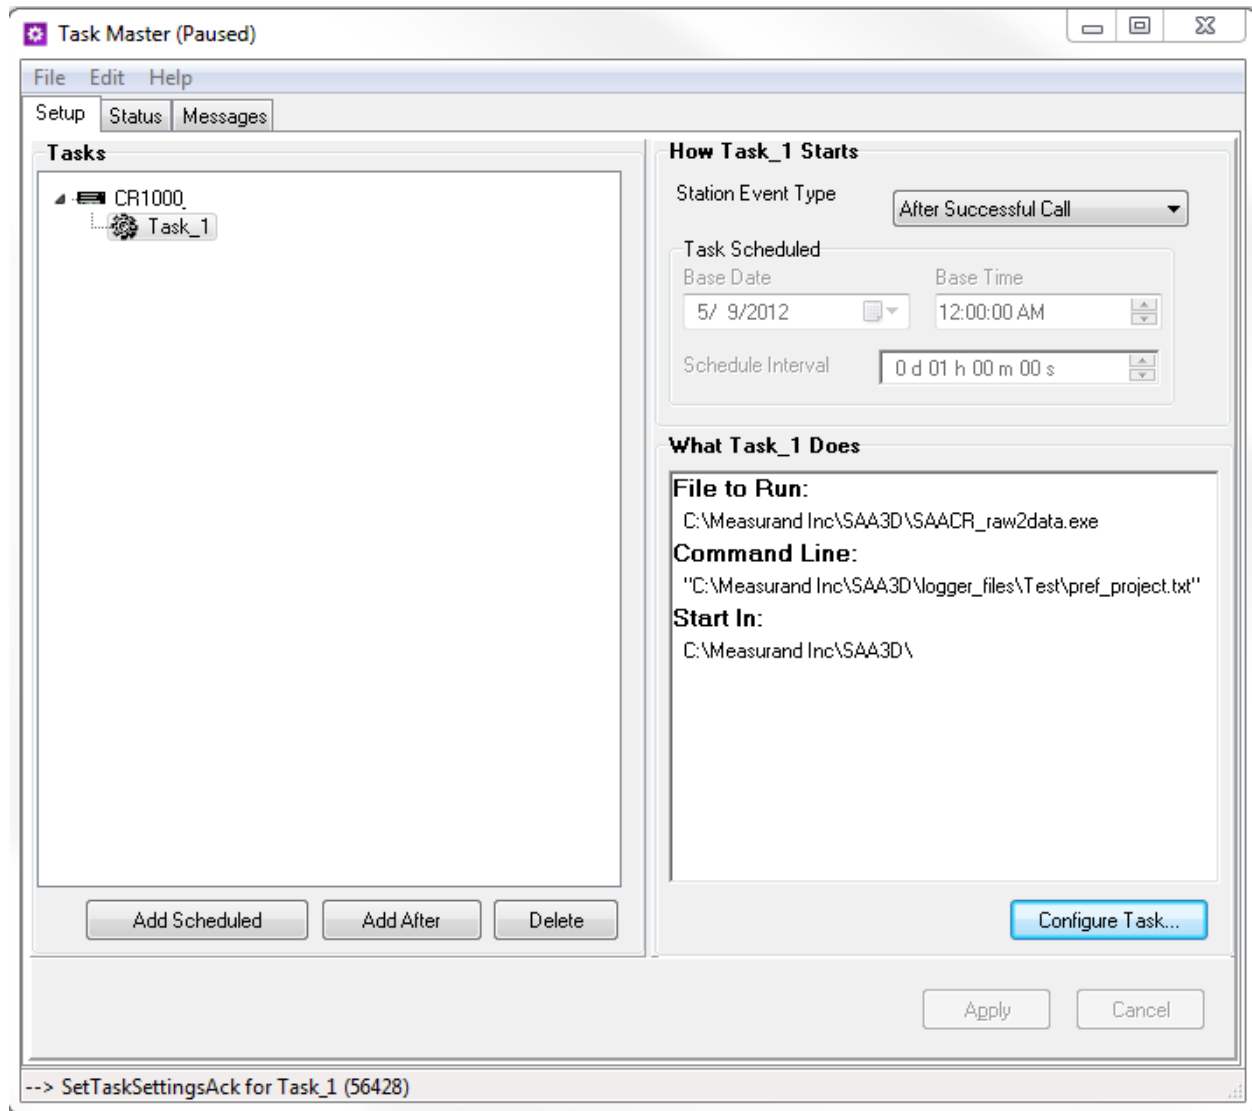 Task Master (Paused)
File Edit Help
Setup Status Messages
Tasks
CR1000
Task_1
Add Scheduled Add After Delete
How Task_1 Starts
Station Event Type After Successful Call
Task Scheduled
Base Date Base Time
5/ 9/2012 12:00:00 AM
Schedule Interval 0 d 01 h 00 m 00 s
What Task_1 Does
File to Run:
C:\Measurand Inc\SAA3D\SAACR_raw2data.exe
Command Line:
"C:\Measurand Inc\SAA3D\logger_files\Test\pref_project.txt"
Start In:
C:\Measurand Inc\SAA3D\
Configure Task...
Apply Cancel
--> SetTaskSettingsAck for Task_1 (56428)